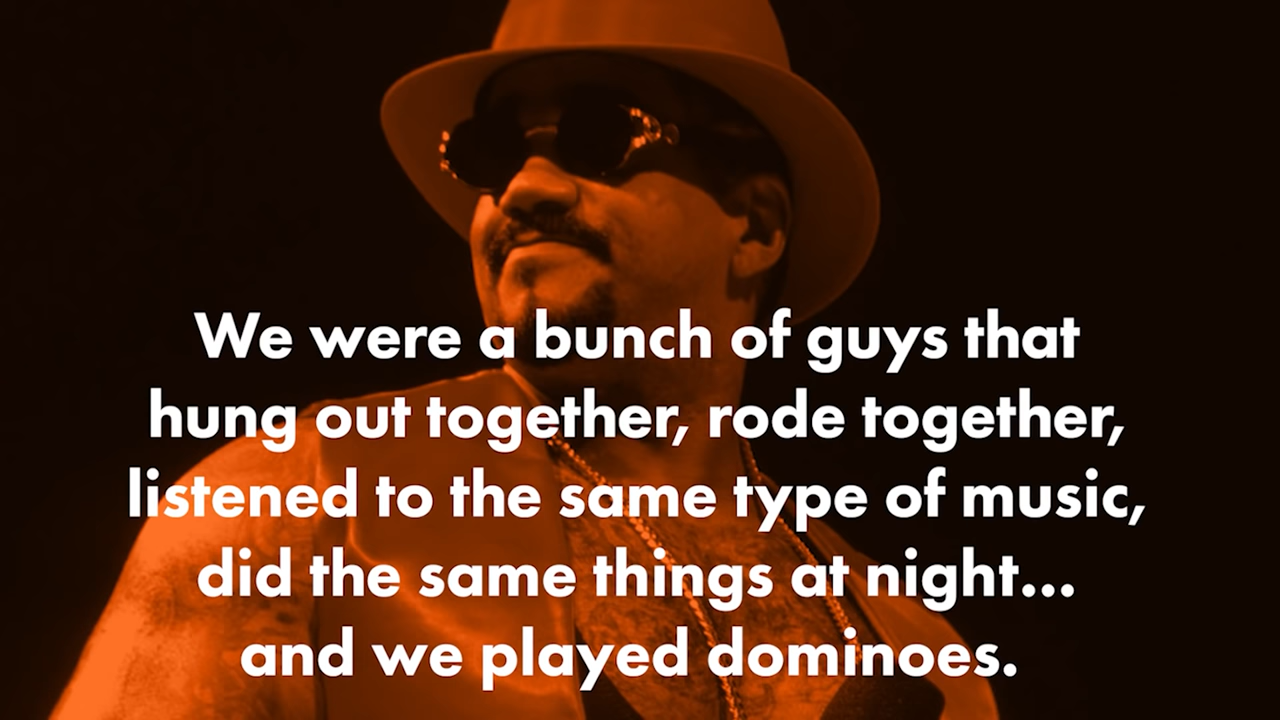 We were a bunch of guys that
hung out together, rode together,
listened to the same type of music,
did the same things at night...
and we played dominoes.